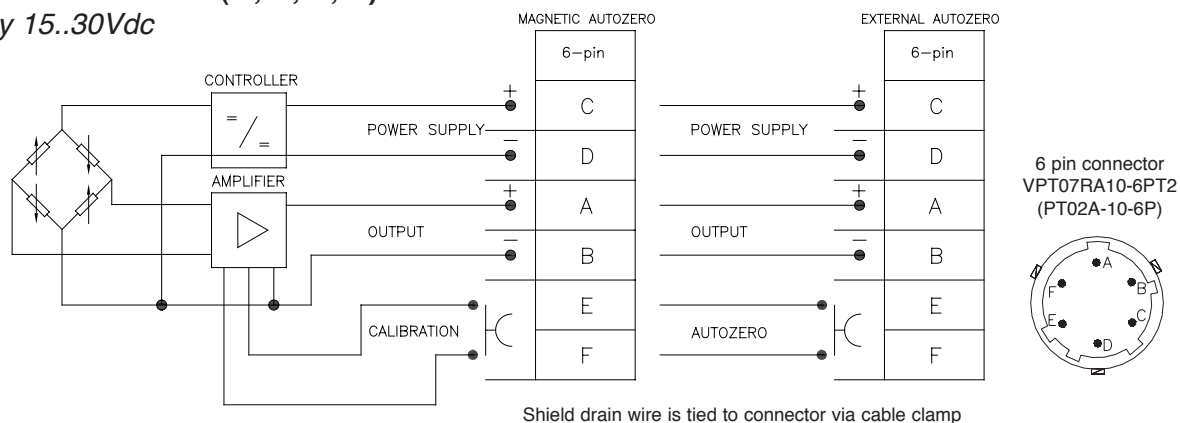 y 15..30Vdc
MAGNETIC AUTOZERO
EXTERNAL AUTOZERO
6-pin
6-pin
CONTROLLER
+
C
+
C
=
/
=
POWER SUPPLY
POWER SUPPLY
–
D
–
D
AMPLIFIER
+
A
+
A
OUTPUT
OUTPUT
–
B
–
B
E
E
CALIBRATION
AUTOZERO
F
F
6 pin connector
VPT07RA10-6PT2
(PT02A-10-6P)
A
F
B
E
C
D
Shield drain wire is tied to connector via cable clamp